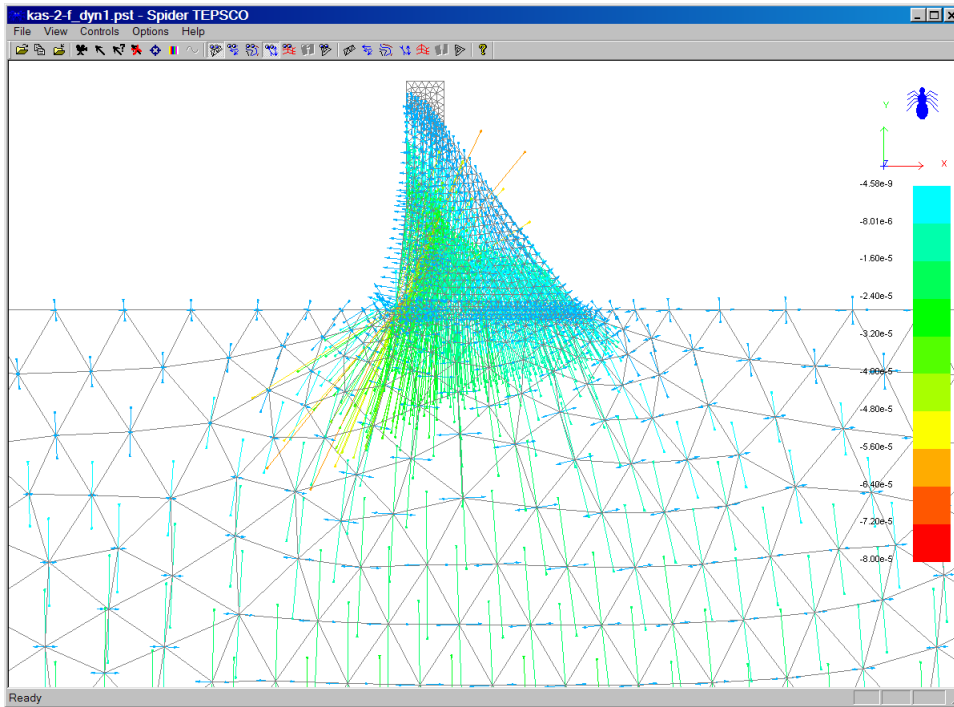 kas-2-f_dyn1.pst - Spider TEPSCO
File View Controls Options Help
Y
Z X
-4.58e-9
-8.01e-6
-1.60e-5
-2.40e-5
-3.20e-5
-4.00e-5
-4.80e-5
-5.60e-5
-6.40e-5
-7.20e-5
-8.00e-5
Ready